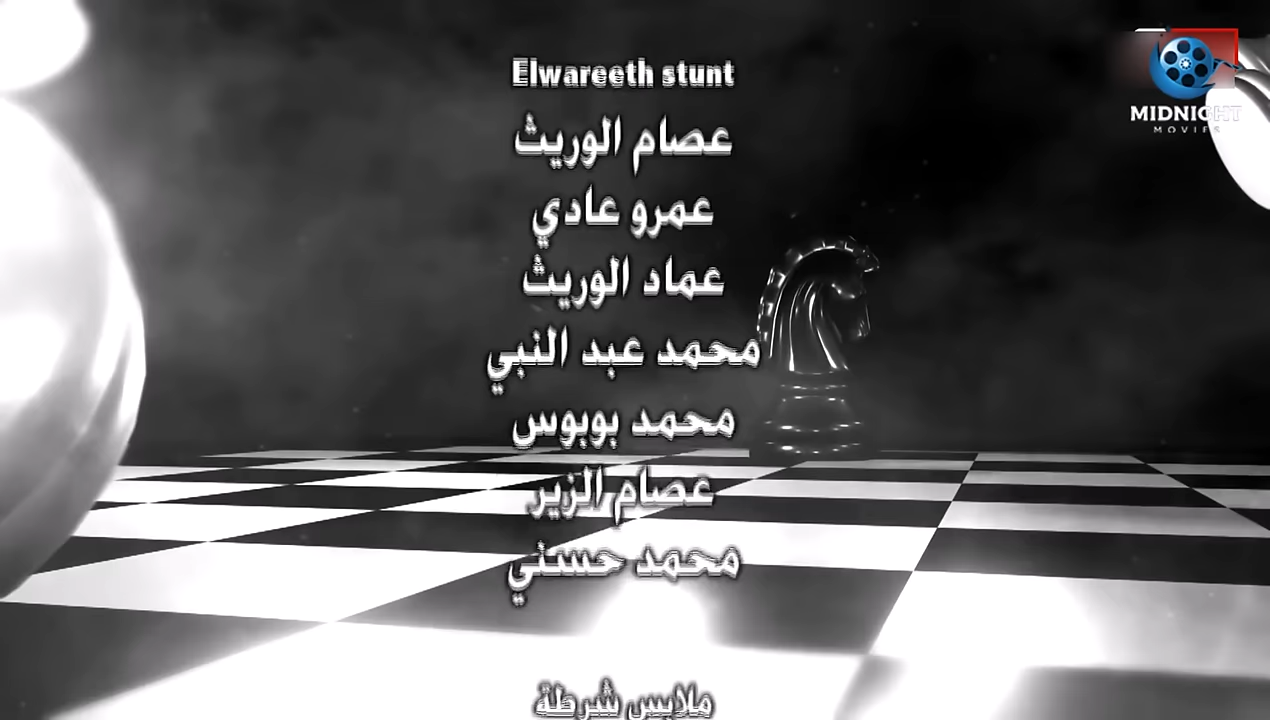 Elwareeth stunt
عصام الوريث
عمرو عادي
عماد الوريث
محمد عبد النبي
محمد بوبوس
عصام الزير
محمد حسني
ملابس شرطة
MIDNIGHT
MOVIES